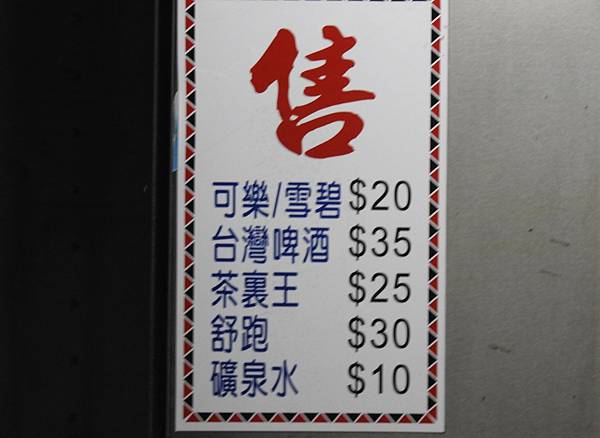 售
可樂/雪碧 $20
台灣啤酒 $35
茶裏王 $25
舒跑 $30
礦泉水 $10